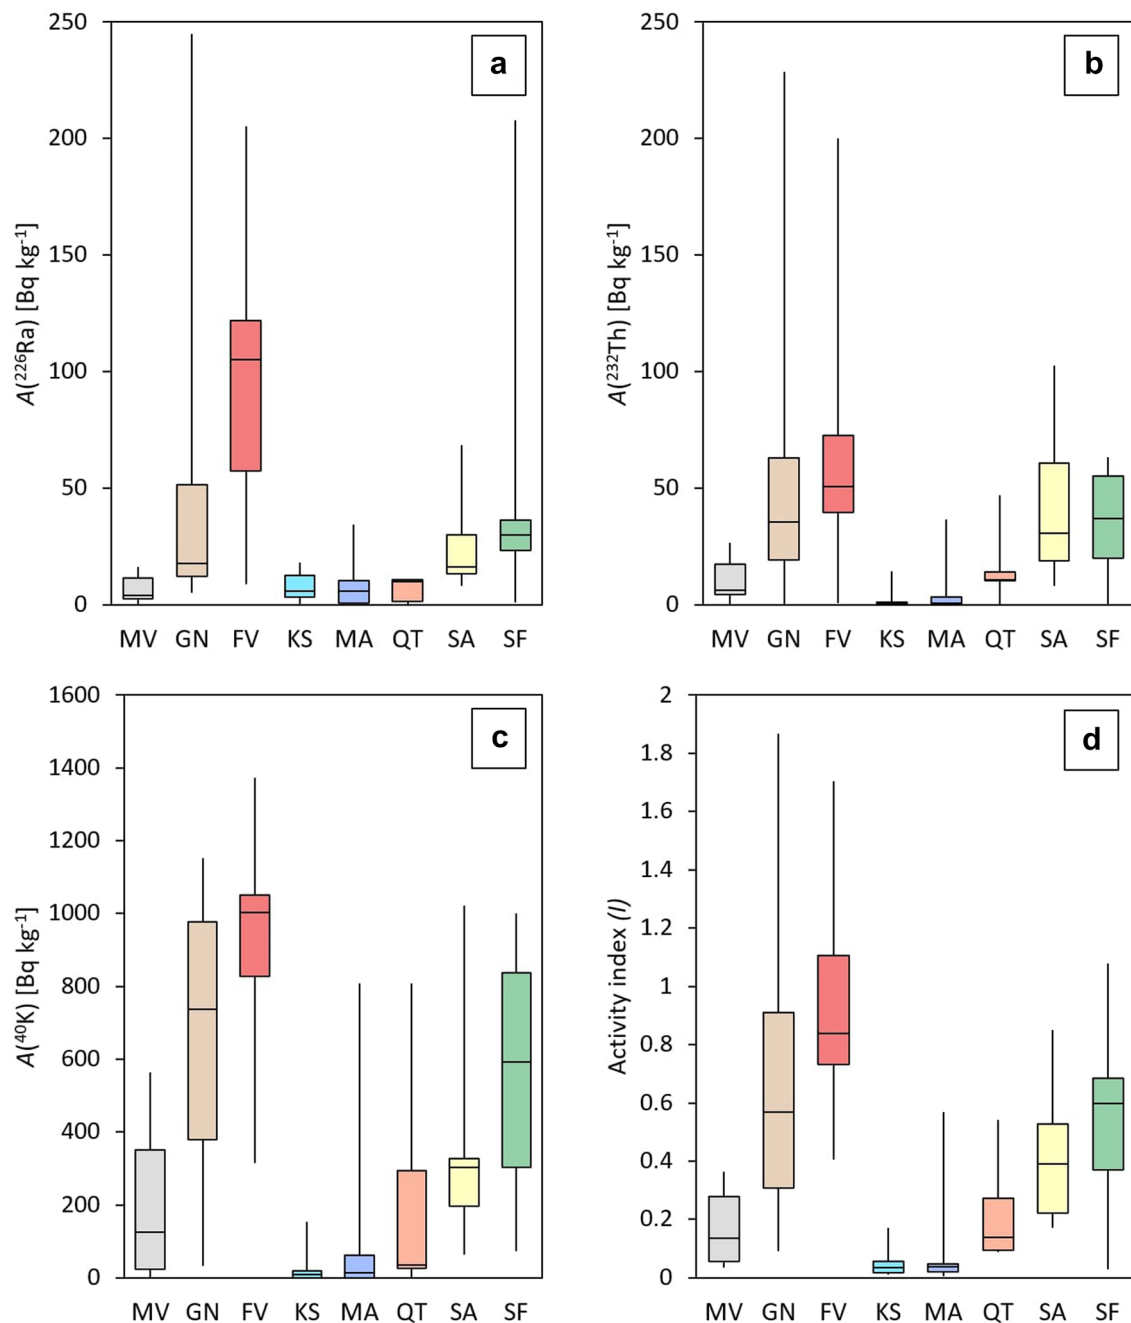 250
200
150
100
50
0
A(²²⁶Ra) [Bq kg⁻¹]
a
MV GN FV KS MA QT SA SF
250
200
150
100
50
0
A(²³²Th) [Bq kg⁻¹]
b
MV GN FV KS MA QT SA SF
1600
1400
1200
1000
800
600
400
200
0
A(⁴⁰K) [Bq kg⁻¹]
c
MV GN FV KS MA QT SA SF
2
1.8
1.6
1.4
1.2
1
0.8
0.6
0.4
0.2
0
Activity index (I)
d
MV GN FV KS MA QT SA SF